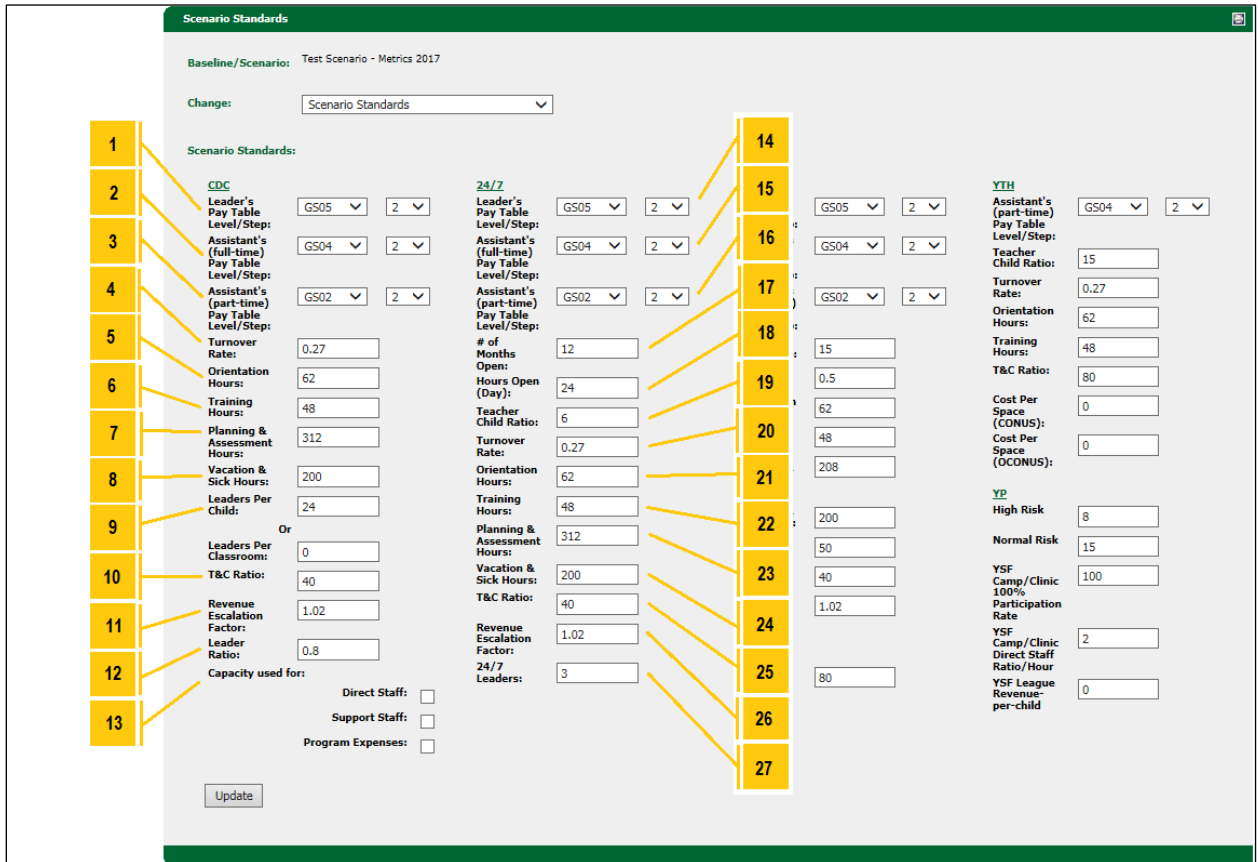 Scenario Standards
Baseline/Scenario: Test Scenario - Metrics 2017
Change: Scenario Standards
Scenario Standards:
1
2
3
4
5
6
7
8
9
10
11
12
13
CDC
Leader's
Pay Table
Level/Step: GS05 2
Assistant's
(full-time)
Pay Table
Level/Step: GS04 2
Assistant's
(part-time)
Pay Table
Level/Step: GS02 2
Turnover
Rate: 0.27
Orientation
Hours: 62
Training
Hours: 48
Planning &
Assessment
Hours: 312
Vacation &
Sick Hours: 200
Leaders Per
Child: 24
Or
Leaders Per
Classroom: 0
T&C Ratio: 40
Revenue
Escalation
Factor: 1.02
Leader
Ratio: 0.8
Capacity used for:
Direct Staff:
Support Staff:
Program Expenses:
Update
24/7
Leader's
Pay Table
Level/Step: GS05 2
Assistant's
(full-time)
Pay Table
Level/Step: GS04 2
Assistant's
(part-time)
Pay Table
Level/Step: GS02 2
# of
Months
Open: 12
Hours Open
(Day): 24
Teacher
Child Ratio: 6
Turnover
Rate: 0.27
Orientation
Hours: 62
Training
Hours: 48
Planning &
Assessment
Hours: 312
Vacation &
Sick Hours: 200
T&C Ratio: 40
Revenue
Escalation
Factor: 1.02
24/7
Leaders: 3
14
15
16
17
18
19
20
21
22
23
24
25
26
27
GS05 2
GS04 2
GS02 2
15
0.5
62
48
208
200
50
40
1.02
80
YTH
Assistant's
(part-time)
Pay Table
Level/Step: GS04 2
Teacher
Child Ratio: 15
Turnover
Rate: 0.27
Orientation
Hours: 62
Training
Hours: 48
T&C Ratio: 80
Cost Per
Space
(CONUS): 0
Cost Per
Space
(OCONUS): 0
YP
High Risk 8
Normal Risk 15
YSF
Camp/Clinic
100%
Participation
Rate 100
YSF
Camp/Clinic
Direct Staff
Ratio/Hour 2
YSF League
Revenue-
per-child 0